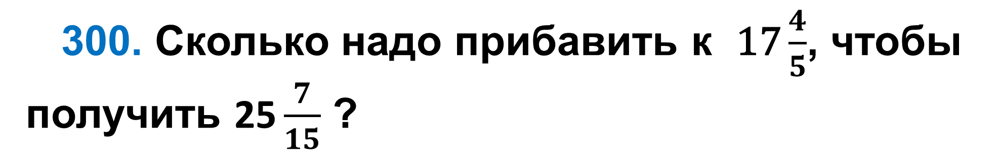 300. Сколько надо прибавить к 17 4/5, чтобы
получить 25 7/15 ?